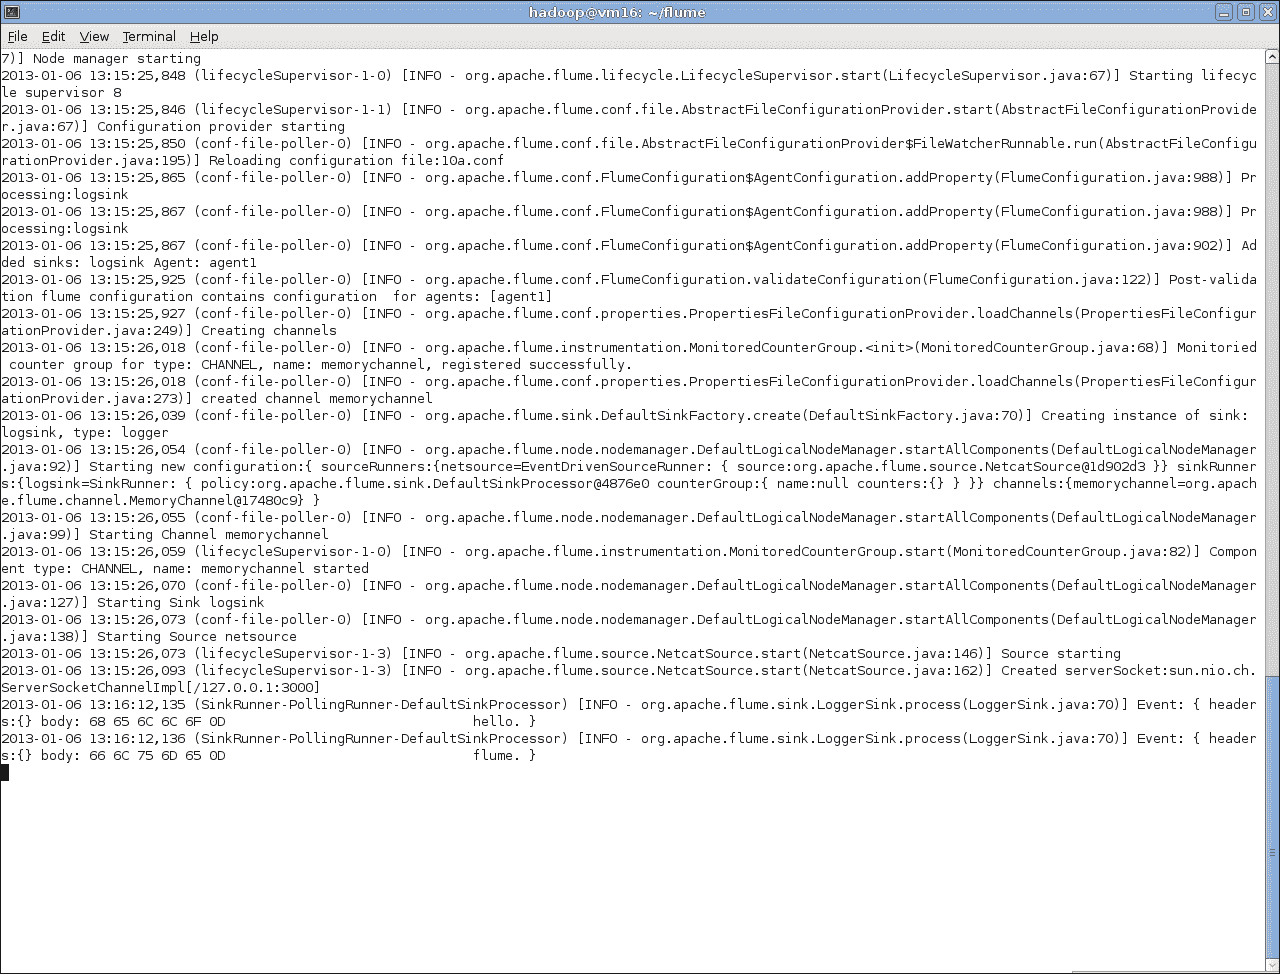 hadoop@vm16: ~/flume
File Edit View Terminal Help
7)] Node manager starting
2013-01-06 13:15:25,848 (lifecycleSupervisor-1-0) [INFO - org.apache.flume.lifecycle.LifecycleSupervisor.start(LifecycleSupervisor.java:67)] Starting lifecyc
le supervisor 8
2013-01-06 13:15:25,846 (lifecycleSupervisor-1-1) [INFO - org.apache.flume.conf.file.AbstractFileConfigurationProvider.start(AbstractFileConfigurationProvide
r.java:67)] Configuration provider starting
2013-01-06 13:15:25,850 (conf-file-poller-0) [INFO - org.apache.flume.conf.file.AbstractFileConfigurationProvider$FileWatcherRunnable.run(AbstractFileConfigu
rationProvider.java:195)] Reloading configuration file:10a.conf
2013-01-06 13:15:25,865 (conf-file-poller-0) [INFO - org.apache.flume.conf.FlumeConfiguration$AgentConfiguration.addProperty(FlumeConfiguration.java:988)] Pr
ocessing:logsink
2013-01-06 13:15:25,867 (conf-file-poller-0) [INFO - org.apache.flume.conf.FlumeConfiguration$AgentConfiguration.addProperty(FlumeConfiguration.java:988)] Pr
ocessing:logsink
2013-01-06 13:15:25,867 (conf-file-poller-0) [INFO - org.apache.flume.conf.FlumeConfiguration$AgentConfiguration.addProperty(FlumeConfiguration.java:902)] Ad
ded sinks: logsink Agent: agent1
2013-01-06 13:15:25,925 (conf-file-poller-0) [INFO - org.apache.flume.conf.FlumeConfiguration.validateConfiguration(FlumeConfiguration.java:122)] Post-valida
tion flume configuration contains configuration  for agents: [agent1]
2013-01-06 13:15:25,927 (conf-file-poller-0) [INFO - org.apache.flume.conf.properties.PropertiesFileConfigurationProvider.loadChannels(PropertiesFileConfigur
ationProvider.java:249)] Creating channels
2013-01-06 13:15:26,018 (conf-file-poller-0) [INFO - org.apache.flume.instrumentation.MonitoredCounterGroup.<init>(MonitoredCounterGroup.java:68)] Monitoried
 counter group for type: CHANNEL, name: memorychannel, registered successfully.
2013-01-06 13:15:26,018 (conf-file-poller-0) [INFO - org.apache.flume.conf.properties.PropertiesFileConfigurationProvider.loadChannels(PropertiesFileConfigur
ationProvider.java:273)] created channel memorychannel
2013-01-06 13:15:26,039 (conf-file-poller-0) [INFO - org.apache.flume.sink.DefaultSinkFactory.create(DefaultSinkFactory.java:70)] Creating instance of sink:
logsink, type: logger
2013-01-06 13:15:26,054 (conf-file-poller-0) [INFO - org.apache.flume.node.nodemanager.DefaultLogicalNodeManager.startAllComponents(DefaultLogicalNodeManager
.java:92)] Starting new configuration:{ sourceRunners:{netsource=EventDrivenSourceRunner: { source:org.apache.flume.source.NetcatSource@1d902d3 }} sinkRunner
s:{logsink=SinkRunner: { policy:org.apache.flume.sink.DefaultSinkProcessor@4876e0 counterGroup:{ name:null counters:{} } }} channels:{memorychannel=org.apach
e.flume.channel.MemoryChannel@17480c9} }
2013-01-06 13:15:26,055 (conf-file-poller-0) [INFO - org.apache.flume.node.nodemanager.DefaultLogicalNodeManager.startAllComponents(DefaultLogicalNodeManager
.java:99)] Starting Channel memorychannel
2013-01-06 13:15:26,059 (lifecycleSupervisor-1-0) [INFO - org.apache.flume.instrumentation.MonitoredCounterGroup.start(MonitoredCounterGroup.java:82)] Compon
ent type: CHANNEL, name: memorychannel started
2013-01-06 13:15:26,070 (conf-file-poller-0) [INFO - org.apache.flume.node.nodemanager.DefaultLogicalNodeManager.startAllComponents(DefaultLogicalNodeManager
.java:127)] Starting Sink logsink
2013-01-06 13:15:26,073 (conf-file-poller-0) [INFO - org.apache.flume.node.nodemanager.DefaultLogicalNodeManager.startAllComponents(DefaultLogicalNodeManager
.java:138)] Starting Source netsource
2013-01-06 13:15:26,073 (lifecycleSupervisor-1-3) [INFO - org.apache.flume.source.NetcatSource.start(NetcatSource.java:146)] Source starting
2013-01-06 13:15:26,093 (lifecycleSupervisor-1-3) [INFO - org.apache.flume.source.NetcatSource.start(NetcatSource.java:162)] Created serverSocket:sun.nio.ch.
ServerSocketChannelImpl[/127.0.0.1:3000]
2013-01-06 13:16:12,135 (SinkRunner-PollingRunner-DefaultSinkProcessor) [INFO - org.apache.flume.sink.LoggerSink.process(LoggerSink.java:70)] Event: { header
s:{} body: 68 65 6C 6C 6F 0D                               hello. }
2013-01-06 13:16:12,136 (SinkRunner-PollingRunner-DefaultSinkProcessor) [INFO - org.apache.flume.sink.LoggerSink.process(LoggerSink.java:70)] Event: { header
s:{} body: 66 6C 75 6D 65 0D                               flume. }